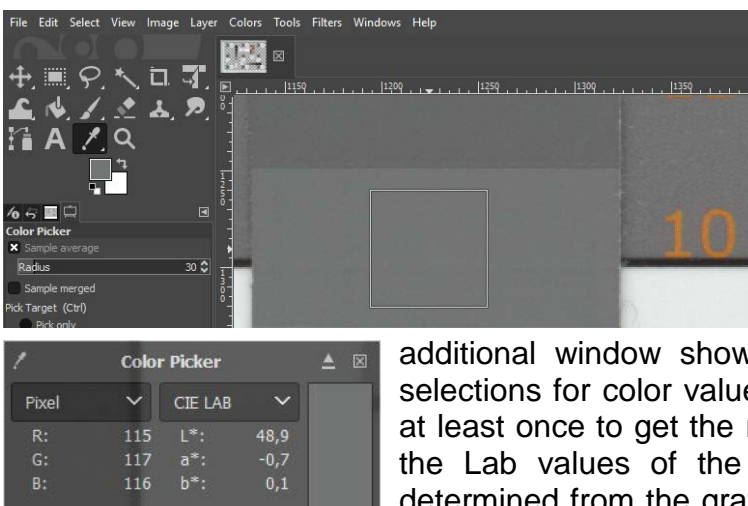 File Edit Select View Image Layer Colors Tools Filters Windows Help
1150 1200 1250 1300 1350
Color Picker
Sample average
Radius 30
Sample merged
Pick Target (Ctrl)
Pick only
10
Color Picker
Pixel CIE LAB
R: 115 L*: 48,9
G: 117 a*: -0,7
B: 116 b*: 0,1
additional window show
selections for color value
at least once to get the
the Lab values of the
determined from the gra